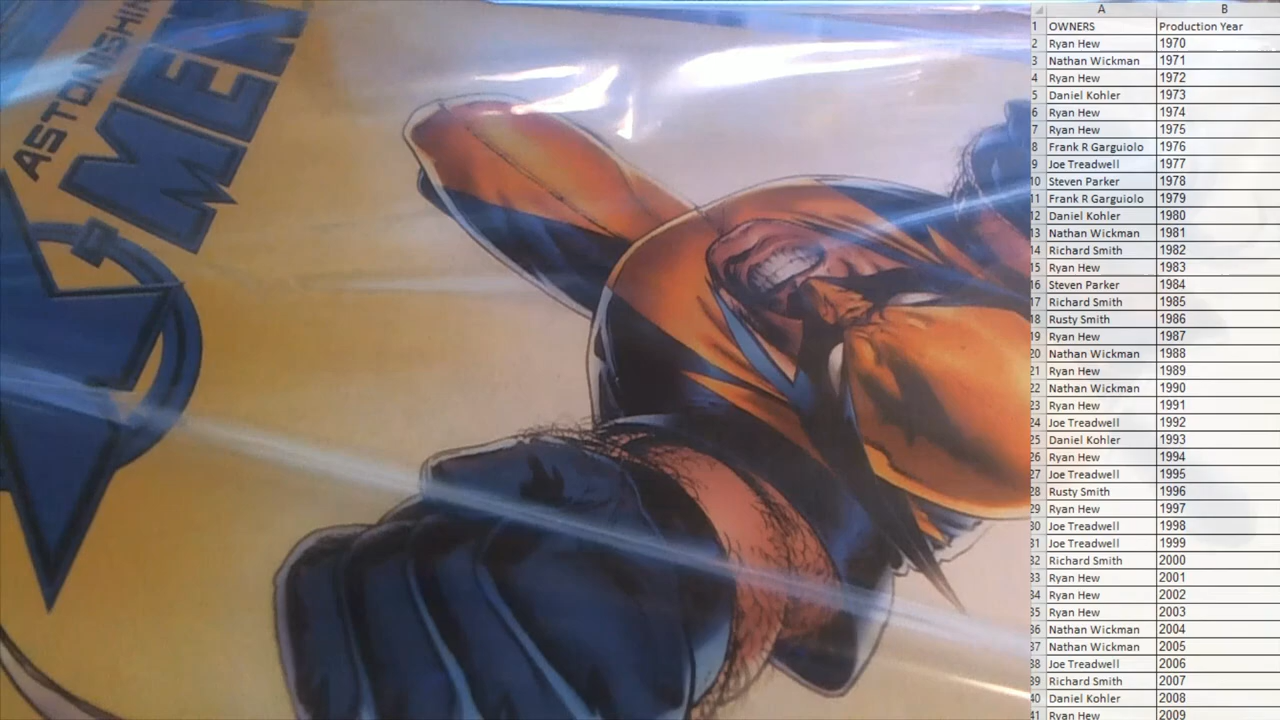 ASTONISHING
X
MEN
A B
1 OWNERS Production Year
2 Ryan Hew 1970
3 Nathan Wickman 1971
4 Ryan Hew 1972
5 Daniel Kohler 1973
6 Ryan Hew 1974
7 Ryan Hew 1975
8 Frank R Garguiolo 1976
9 Joe Treadwell 1977
10 Steven Parker 1978
11 Frank R Garguiolo 1979
12 Daniel Kohler 1980
13 Nathan Wickman 1981
14 Richard Smith 1982
15 Ryan Hew 1983
16 Steven Parker 1984
17 Richard Smith 1985
18 Rusty Smith 1986
19 Ryan Hew 1987
20 Nathan Wickman 1988
21 Ryan Hew 1989
22 Nathan Wickman 1990
23 Ryan Hew 1991
24 Joe Treadwell 1992
25 Daniel Kohler 1993
26 Ryan Hew 1994
27 Joe Treadwell 1995
28 Rusty Smith 1996
29 Ryan Hew 1997
30 Joe Treadwell 1998
31 Joe Treadwell 1999
32 Richard Smith 2000
33 Ryan Hew 2001
34 Ryan Hew 2002
35 Ryan Hew 2003
36 Nathan Wickman 2004
37 Nathan Wickman 2005
38 Joe Treadwell 2006
39 Richard Smith 2007
40 Daniel Kohler 2008
41 Ryan Hew 2009